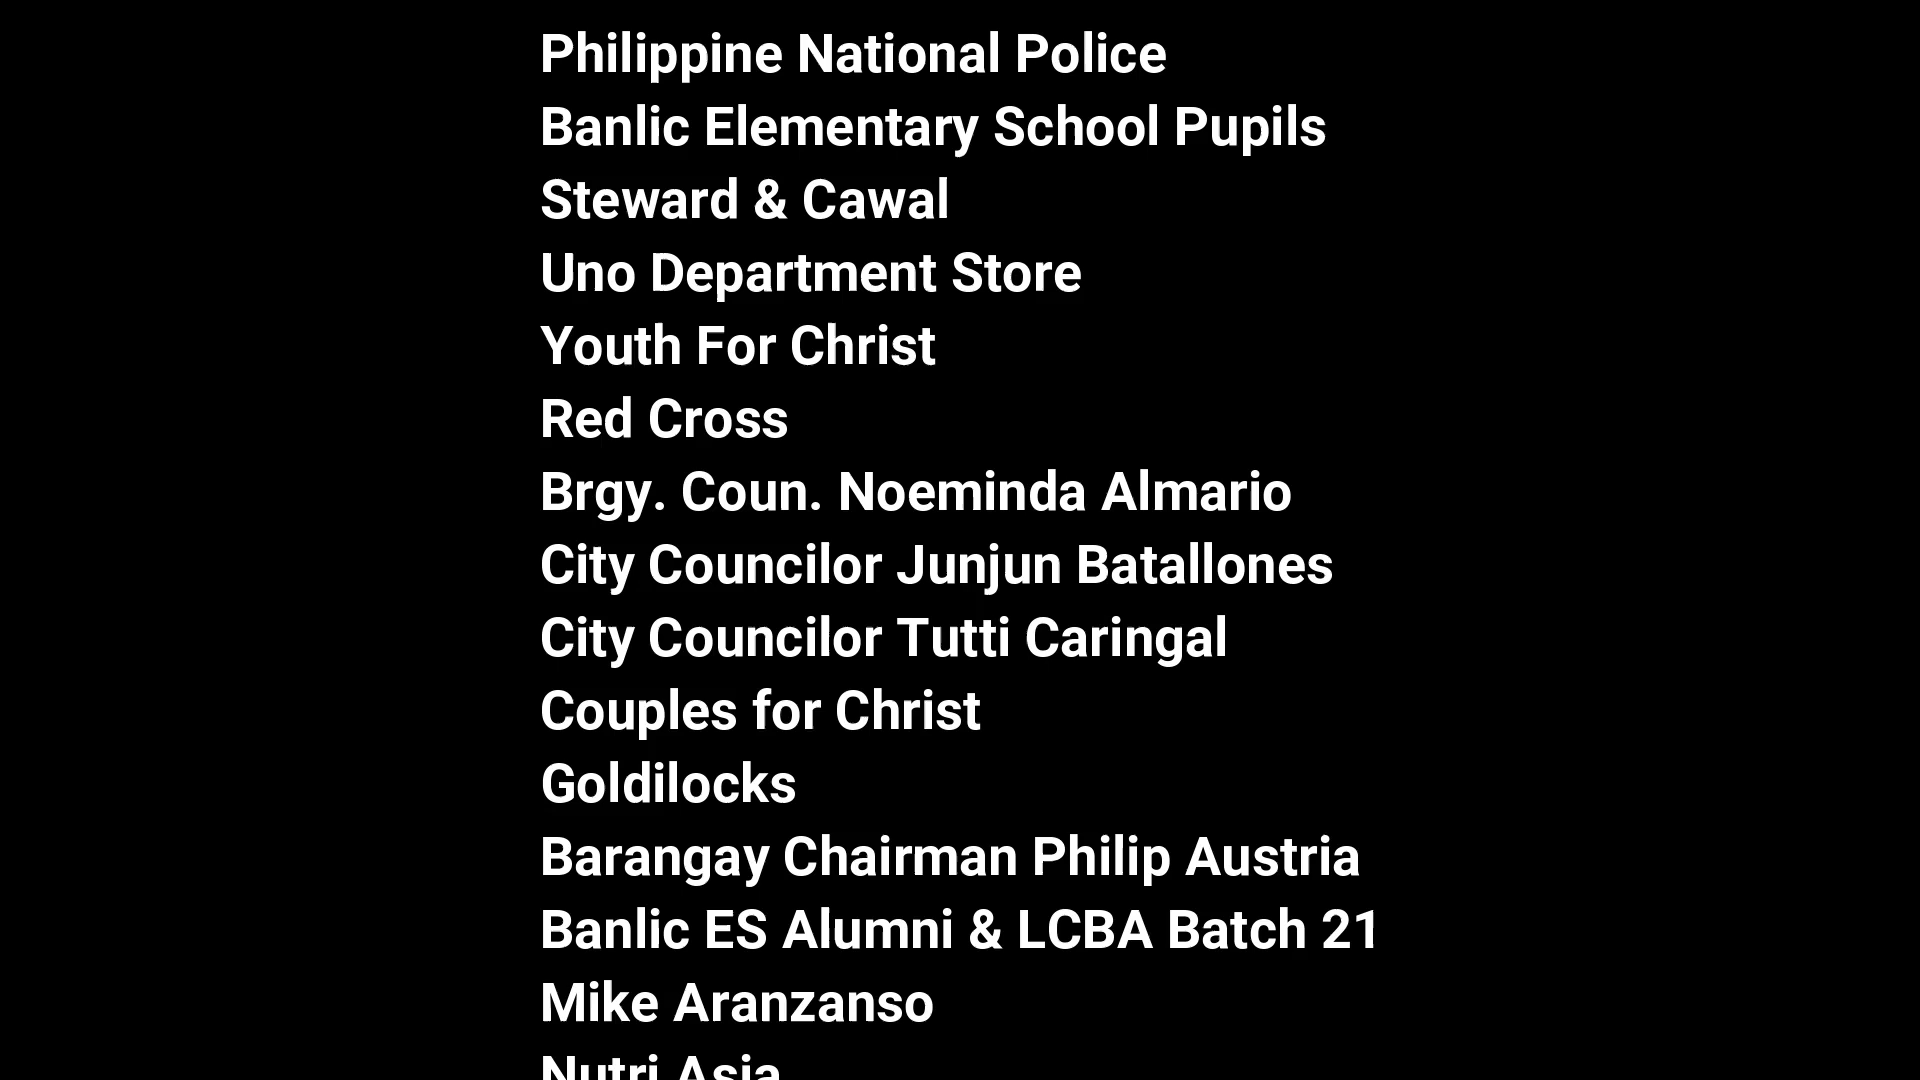 Philippine National Police
Banlic Elementary School Pupils
Steward & Cawal
Uno Department Store
Youth For Christ
Red Cross
Brgy. Coun. Noeminda Almario
City Councilor Junjun Batallones
City Councilor Tutti Caringal
Couples for Christ
Goldilocks
Barangay Chairman Philip Austria
Banlic ES Alumni & LCBA Batch 21
Mike Aranzanso
Nutri Asia